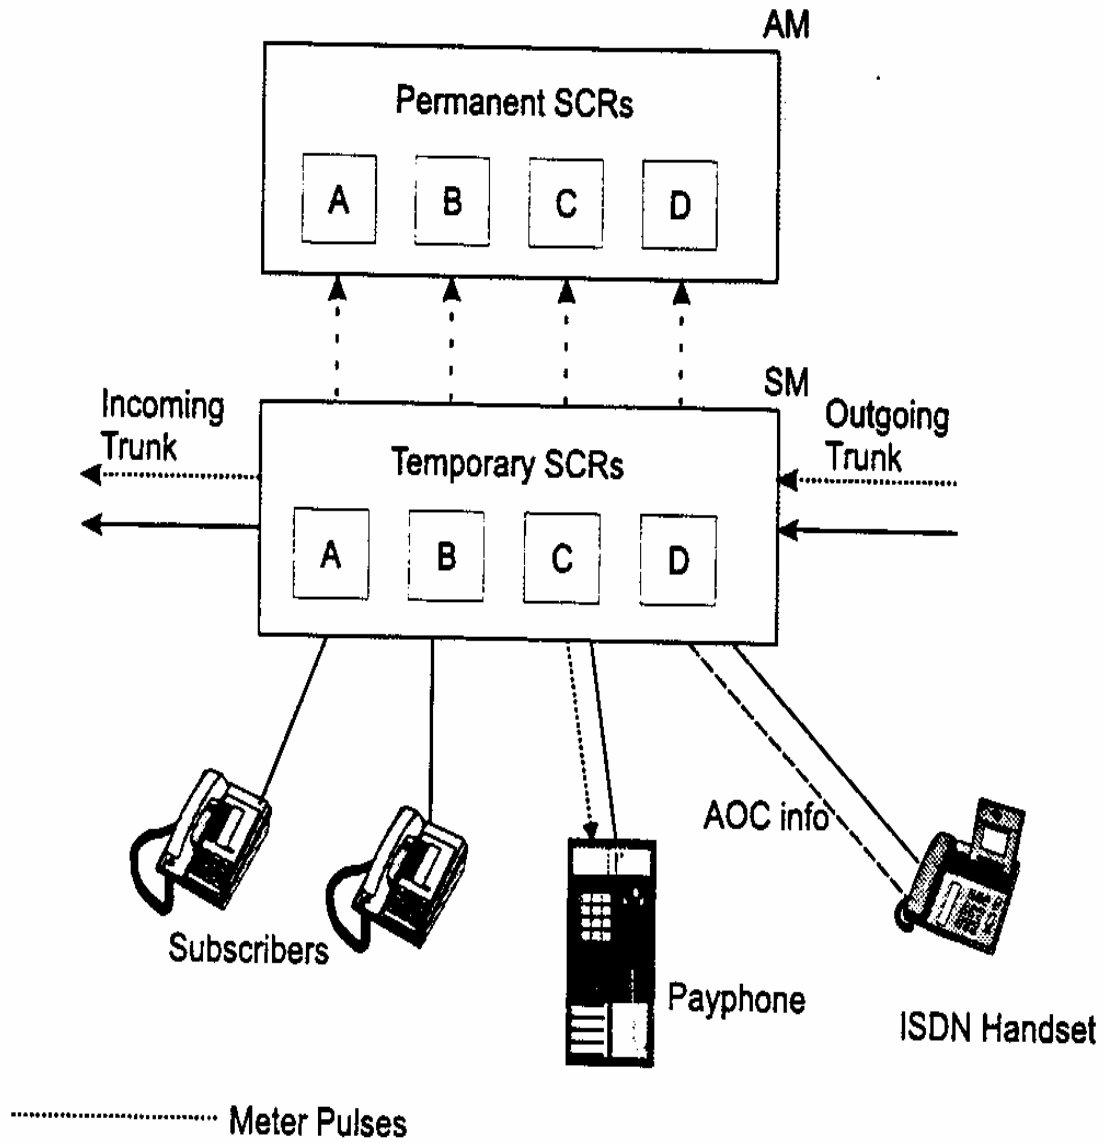 AM
Permanent SCRs
A B C D
SM
Incoming
Trunk
Outgoing
Trunk
Temporary SCRs
A B C D
AOC info
Subscribers
Payphone
ISDN Handset
Meter Pulses